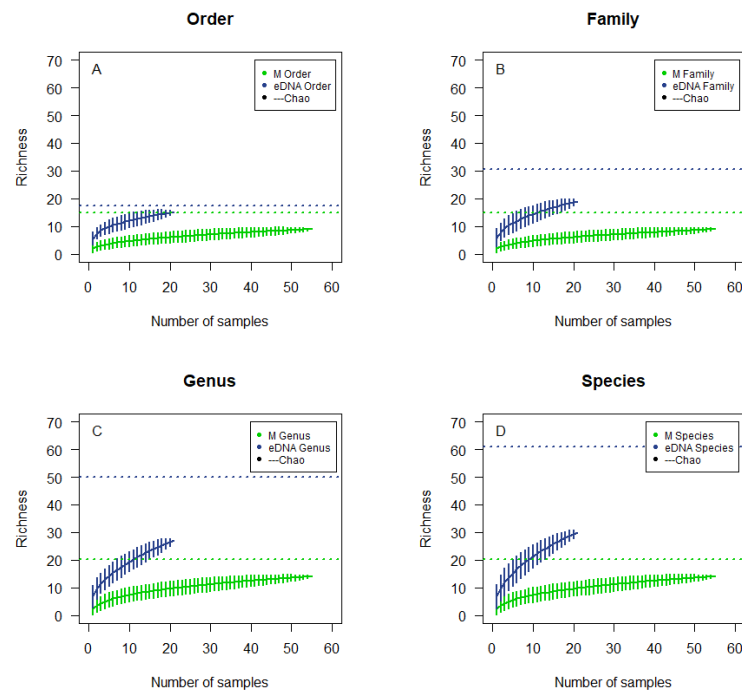 Order
A
M Order
eDNA Order
---Chao
Richness
70
60
50
40
30
20
10
0
0 10 20 30 40 50 60
Number of samples
Family
B
M Family
eDNA Family
---Chao
Richness
70
60
50
40
30
20
10
0
0 10 20 30 40 50 60
Number of samples
Genus
C
M Genus
eDNA Genus
---Chao
Richness
70
60
50
40
30
20
10
0
0 10 20 30 40 50 60
Number of samples
Species
D
M Species
eDNA Species
---Chao
Richness
70
60
50
40
30
20
10
0
0 10 20 30 40 50 60
Number of samples